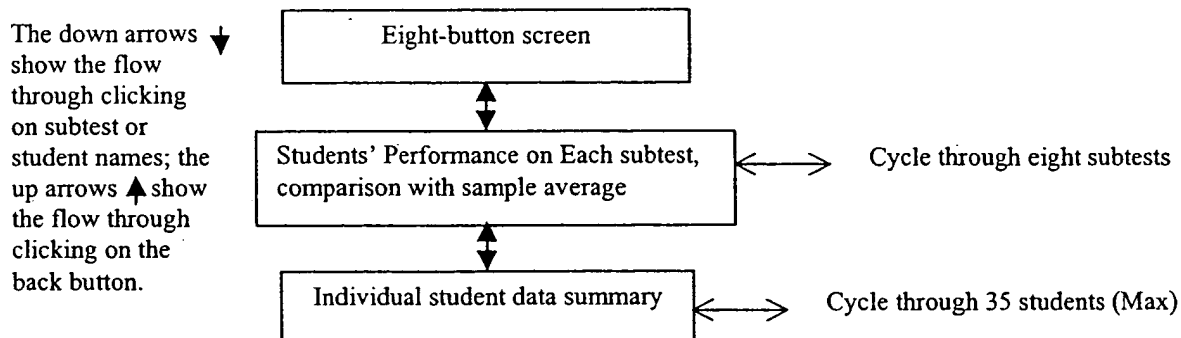 The down arrows
show the flow
through clicking
on subtest or
student names; the
up arrows show
the flow through
clicking on the
back button.
Eight-button screen
Students' Performance on Each subtest,
comparison with sample average
Cycle through eight subtests
Individual student data summary
Cycle through 35 students (Max)